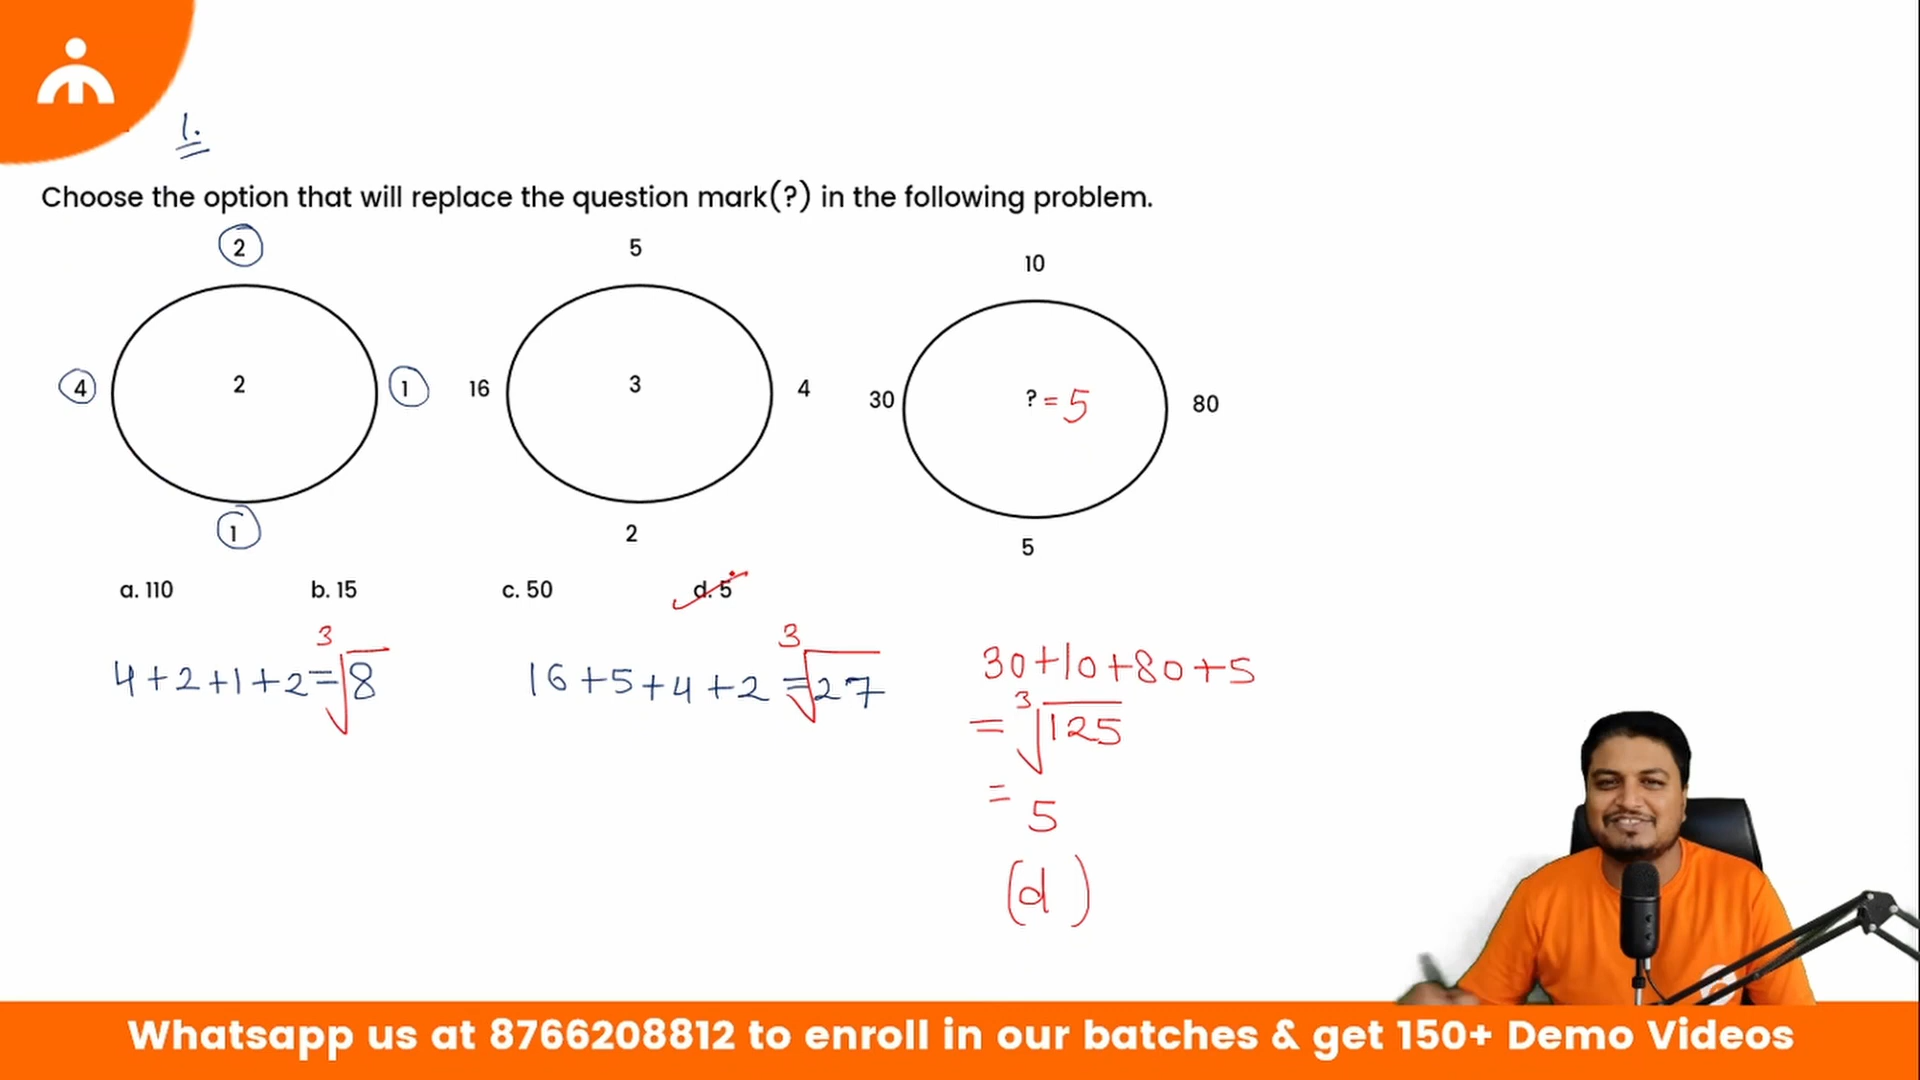 1.
Choose the option that will replace the question mark(?) in the following problem.
2
5
10
4
2
1
16
3
4
30
? = 5
80
1
2
5
a. 110
b. 15
c. 50
d. 5
4+2+1+2=3√8
16+5+4+2=3√27
30+10+80+5
= 3√125
= 5
(d)
Whatsapp us at 8766208812 to enroll in our batches & get 150+ Demo Videos